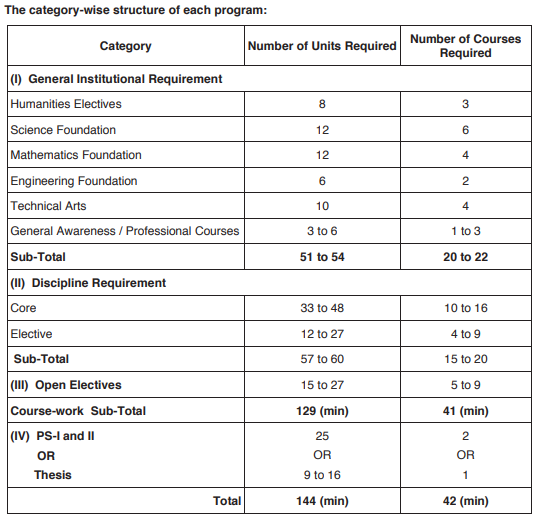 The category-wise structure of each program:
Category Number of Units Required Number of Courses Required
(I) General Institutional Requirement
Humanities Electives 8 3
Science Foundation 12 6
Mathematics Foundation 12 4
Engineering Foundation 6 2
Technical Arts 10 4
General Awareness / Professional Courses 3 to 6 1 to 3
Sub-Total 51 to 54 20 to 22
(II) Discipline Requirement
Core 33 to 48 10 to 16
Elective 12 to 27 4 to 9
Sub-Total 57 to 60 15 to 20
(III) Open Electives 15 to 27 5 to 9
Course-work Sub-Total 129 (min) 41 (min)
(IV) PS-I and II 25 2
OR OR OR
Thesis 9 to 16 1
Total 144 (min) 42 (min)